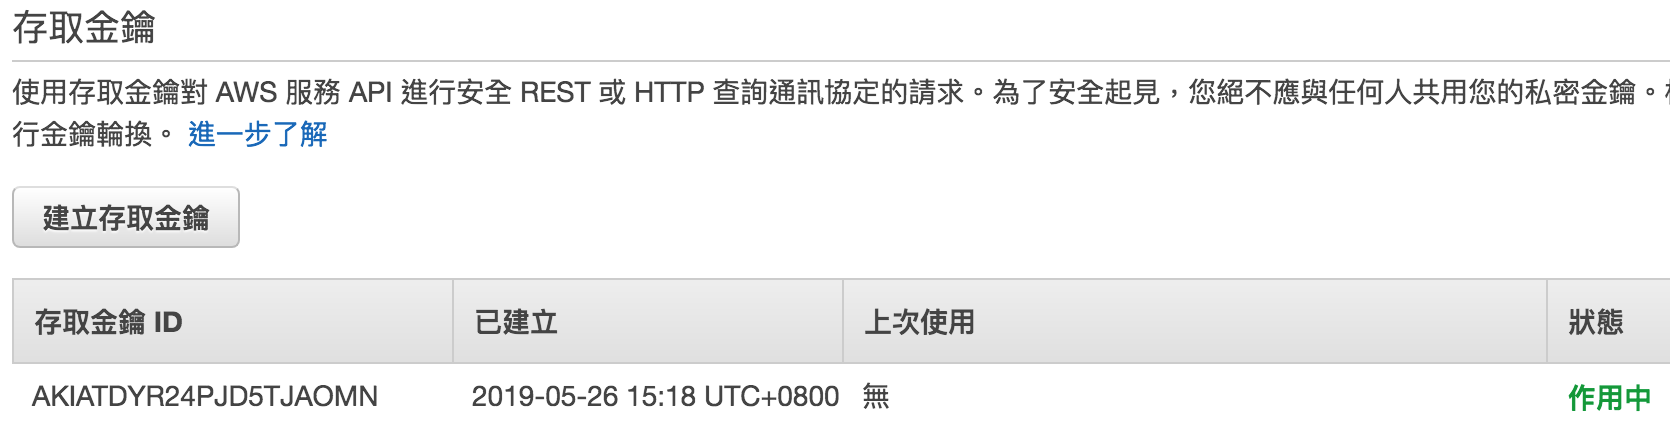 存取金鑰
使用存取金鑰對 AWS 服務 API 進行安全 REST 或 HTTP 查詢通訊協定的請求。為了安全起見，您絕不應與任何人共用您的私密金鑰。
行金鑰輪換。 進一步了解
建立存取金鑰
存取金鑰 ID 已建立 上次使用 狀態
AKIATDYR24PJD5TJAOMN 2019-05-26 15:18 UTC+0800 無 作用中